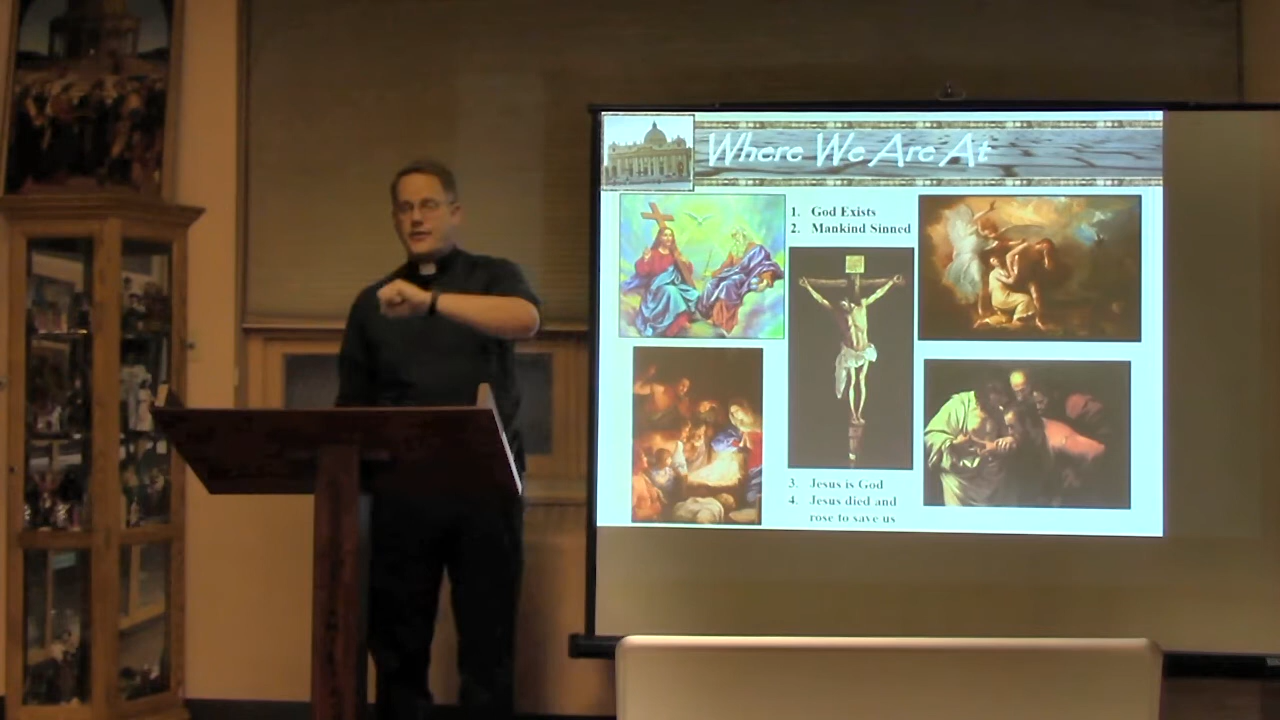 Where We Are At
1. God Exists
2. Mankind Sinned
3. Jesus is God
4. Jesus died and
rose to save us